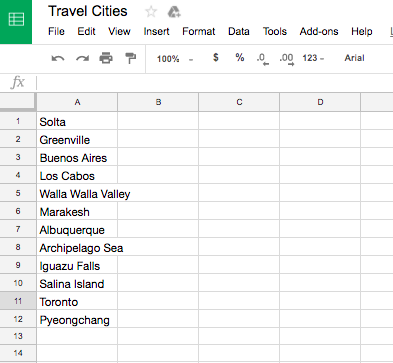 Travel Cities
File Edit View Insert Format Data Tools Add-ons Help
100% $ % .0 .00 123 Arial
fx
A B C D
1 Solta
2 Greenville
3 Buenos Aires
4 Los Cabos
5 Walla Walla Valley
6 Marakesh
7 Albuquerque
8 Archipelago Sea
9 Iguazu Falls
10 Salina Island
11 Toronto
12 Pyeongchang
13
14